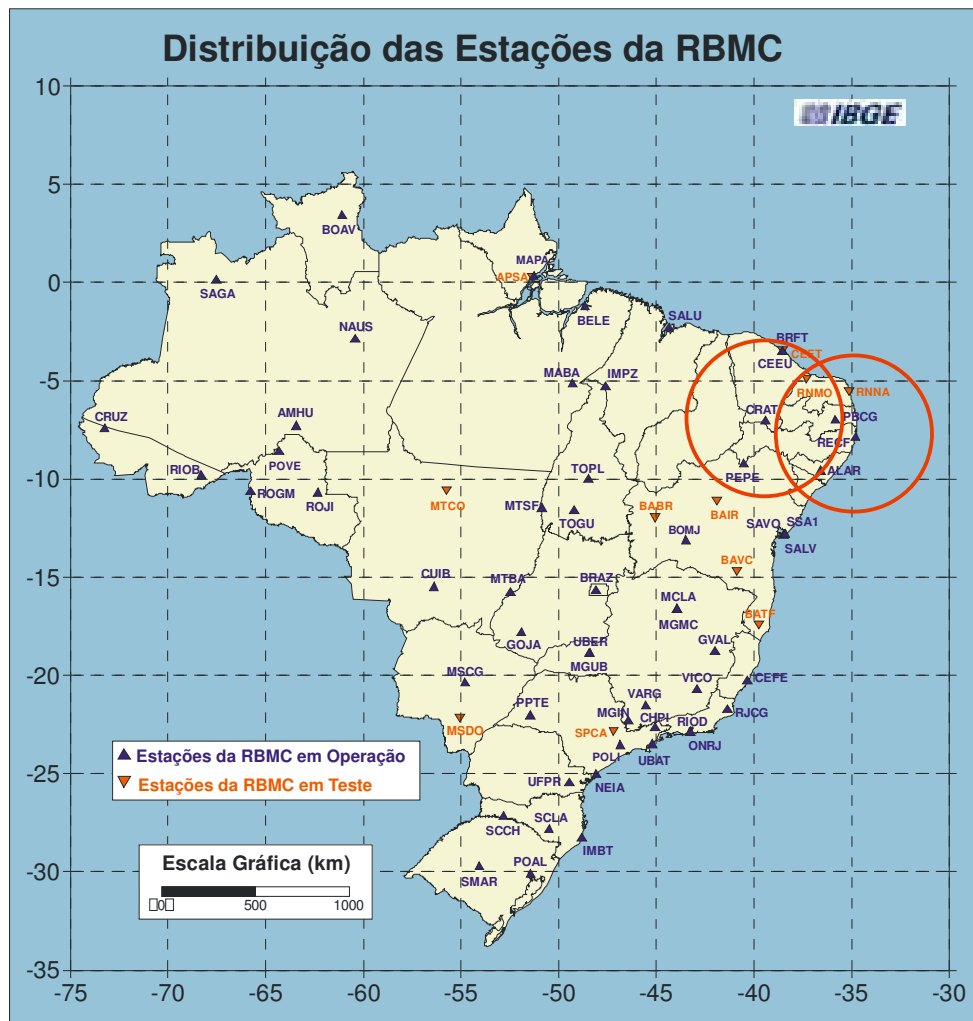 Distribuição das Estações da RBMC
IBGE
10
5
0
-5
-10
-15
-20
-25
-30
-35
-75
-70
-65
-60
-55
-50
-45
-40
-35
-30
BOAV
MAPA
APSA
SAGA
BELE
SALU
NAUS
BRFT
CEFT
CEEU
MABA
IMPZ
RNMO
RNNA
CRUZ
AMHU
CRAT
PBCG
RECF
POVE
RIOB
TOPL
PEPE
ALAR
ROGM
ROJI
MTCO
MTSF
TOGU
BABR
BAIR
BOMJ
SAVO
SSA1
SALV
BAVC
CUIB
MTBA
BRAZ
MCLA
MGMC
BATF
GOJA
UBER
MGUB
GVAL
MSCG
VICO
CEFE
PPTE
VARG
MSDO
MGIN
CHPI
RIOD
RJCG
SPCA
ONRJ
POLI
UBAT
UFPR
NEIA
SCCH
SCLA
IMBT
SMAR
POAL
Estações da RBMC em Operação
Estações da RBMC em Teste
Escala Gráfica (km)
0
500
1000